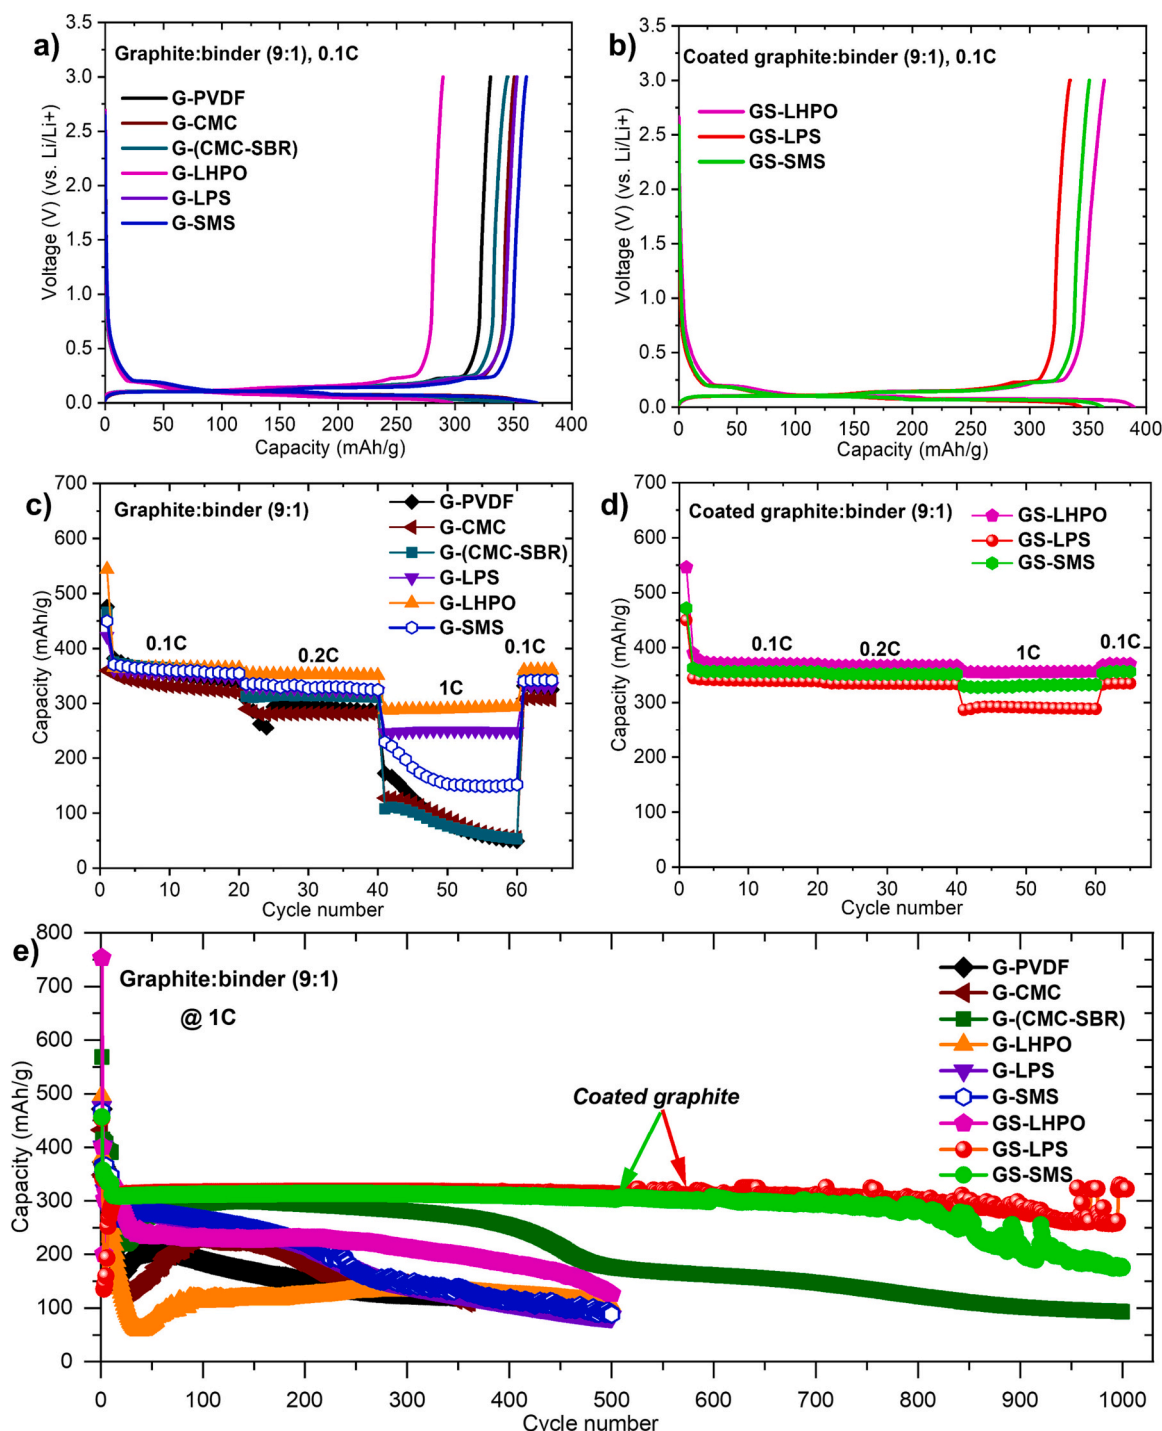 a)
Graphite:binder (9:1), 0.1C
G-PVDF
G-CMC
G-(CMC-SBR)
G-LHPO
G-LPS
G-SMS
Voltage (V) (vs. Li/Li+)
3.5
3.0
2.5
2.0
1.5
1.0
0.5
0.0
0 50 100 150 200 250 300 350 400
Capacity (mAh/g)
b)
Coated graphite:binder (9:1), 0.1C
GS-LHPO
GS-LPS
GS-SMS
Voltage (V) (vs. Li/Li+)
3.5
3.0
2.5
2.0
1.5
1.0
0.5
0.0
0 50 100 150 200 250 300 350 400
Capacity (mAh/g)
c)
Graphite:binder (9:1)
G-PVDF
G-CMC
G-(CMC-SBR)
G-LPS
G-LHPO
G-SMS
0.1C
0.2C
1C
0.1C
Capacity (mAh/g)
700
600
500
400
300
200
100
0
0 10 20 30 40 50 60
Cycle number
d)
Coated graphite:binder (9:1)
GS-LHPO
GS-LPS
GS-SMS
0.1C
0.2C
1C
0.1C
Capacity (mAh/g)
700
600
500
400
300
200
100
0
0 10 20 30 40 50 60
Cycle number
e)
Graphite:binder (9:1)
@ 1C
Coated graphite
G-PVDF
G-CMC
G-(CMC-SBR)
G-LHPO
G-LPS
G-SMS
GS-LHPO
GS-LPS
GS-SMS
Capacity (mAh/g)
800
700
600
500
400
300
200
100
0
0 100 200 300 400 500 600 700 800 900 1000
Cycle number